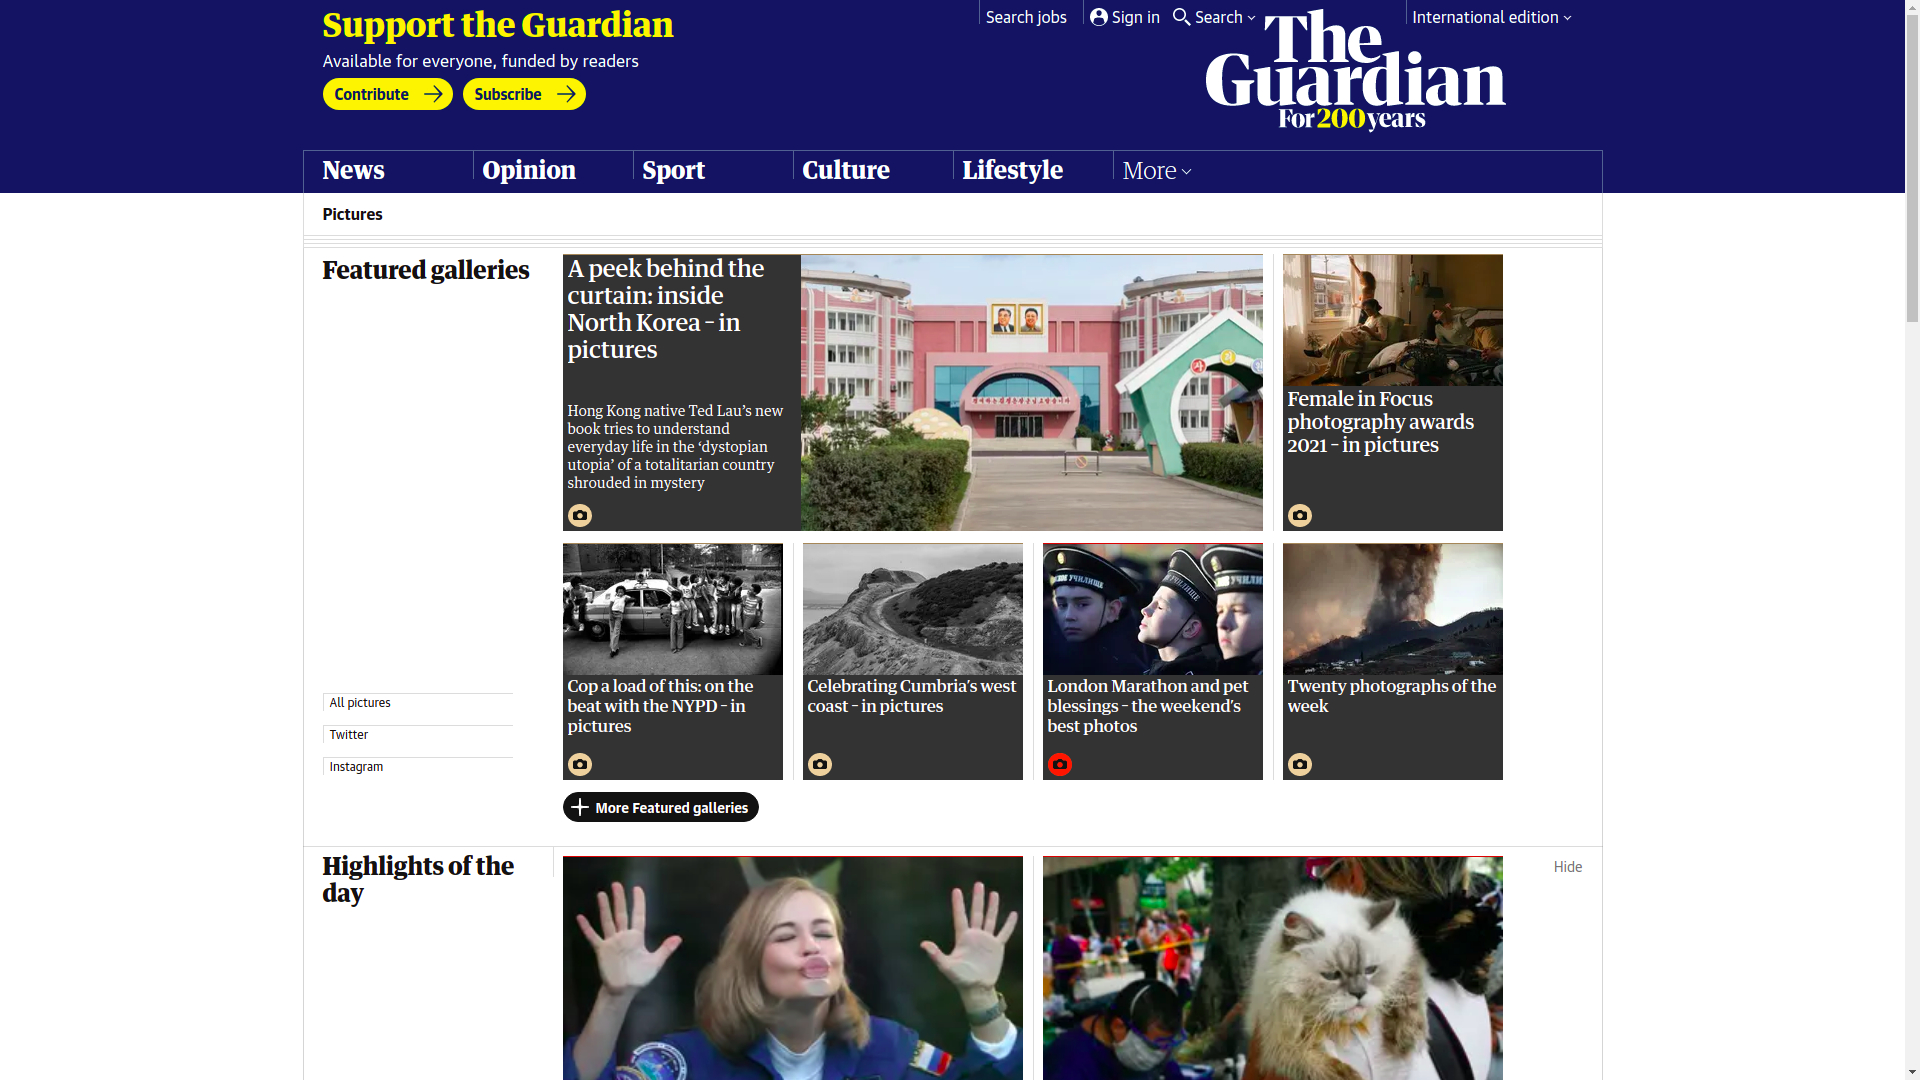 Support the Guardian
Available for everyone, funded by readers
Contribute
Subscribe
Search jobs
Sign in
Search
International edition
The
Guardian
For 200 years
News
Opinion
Sport
Culture
Lifestyle
More
Pictures
Featured galleries
A peek behind the
curtain: inside
North Korea – in
pictures
Hong Kong native Ted Lau’s new
book tries to understand
everyday life in the ‘dystopian
utopia’ of a totalitarian country
shrouded in mystery
Female in Focus
photography awards
2021 – in pictures
Cop a load of this: on the
beat with the NYPD – in
pictures
Celebrating Cumbria’s west
coast – in pictures
УЧИЛИЩЕ
London Marathon and pet
blessings – the weekend’s
best photos
Twenty photographs of the
week
All pictures
Twitter
Instagram
More Featured galleries
Highlights of the
day
Hide